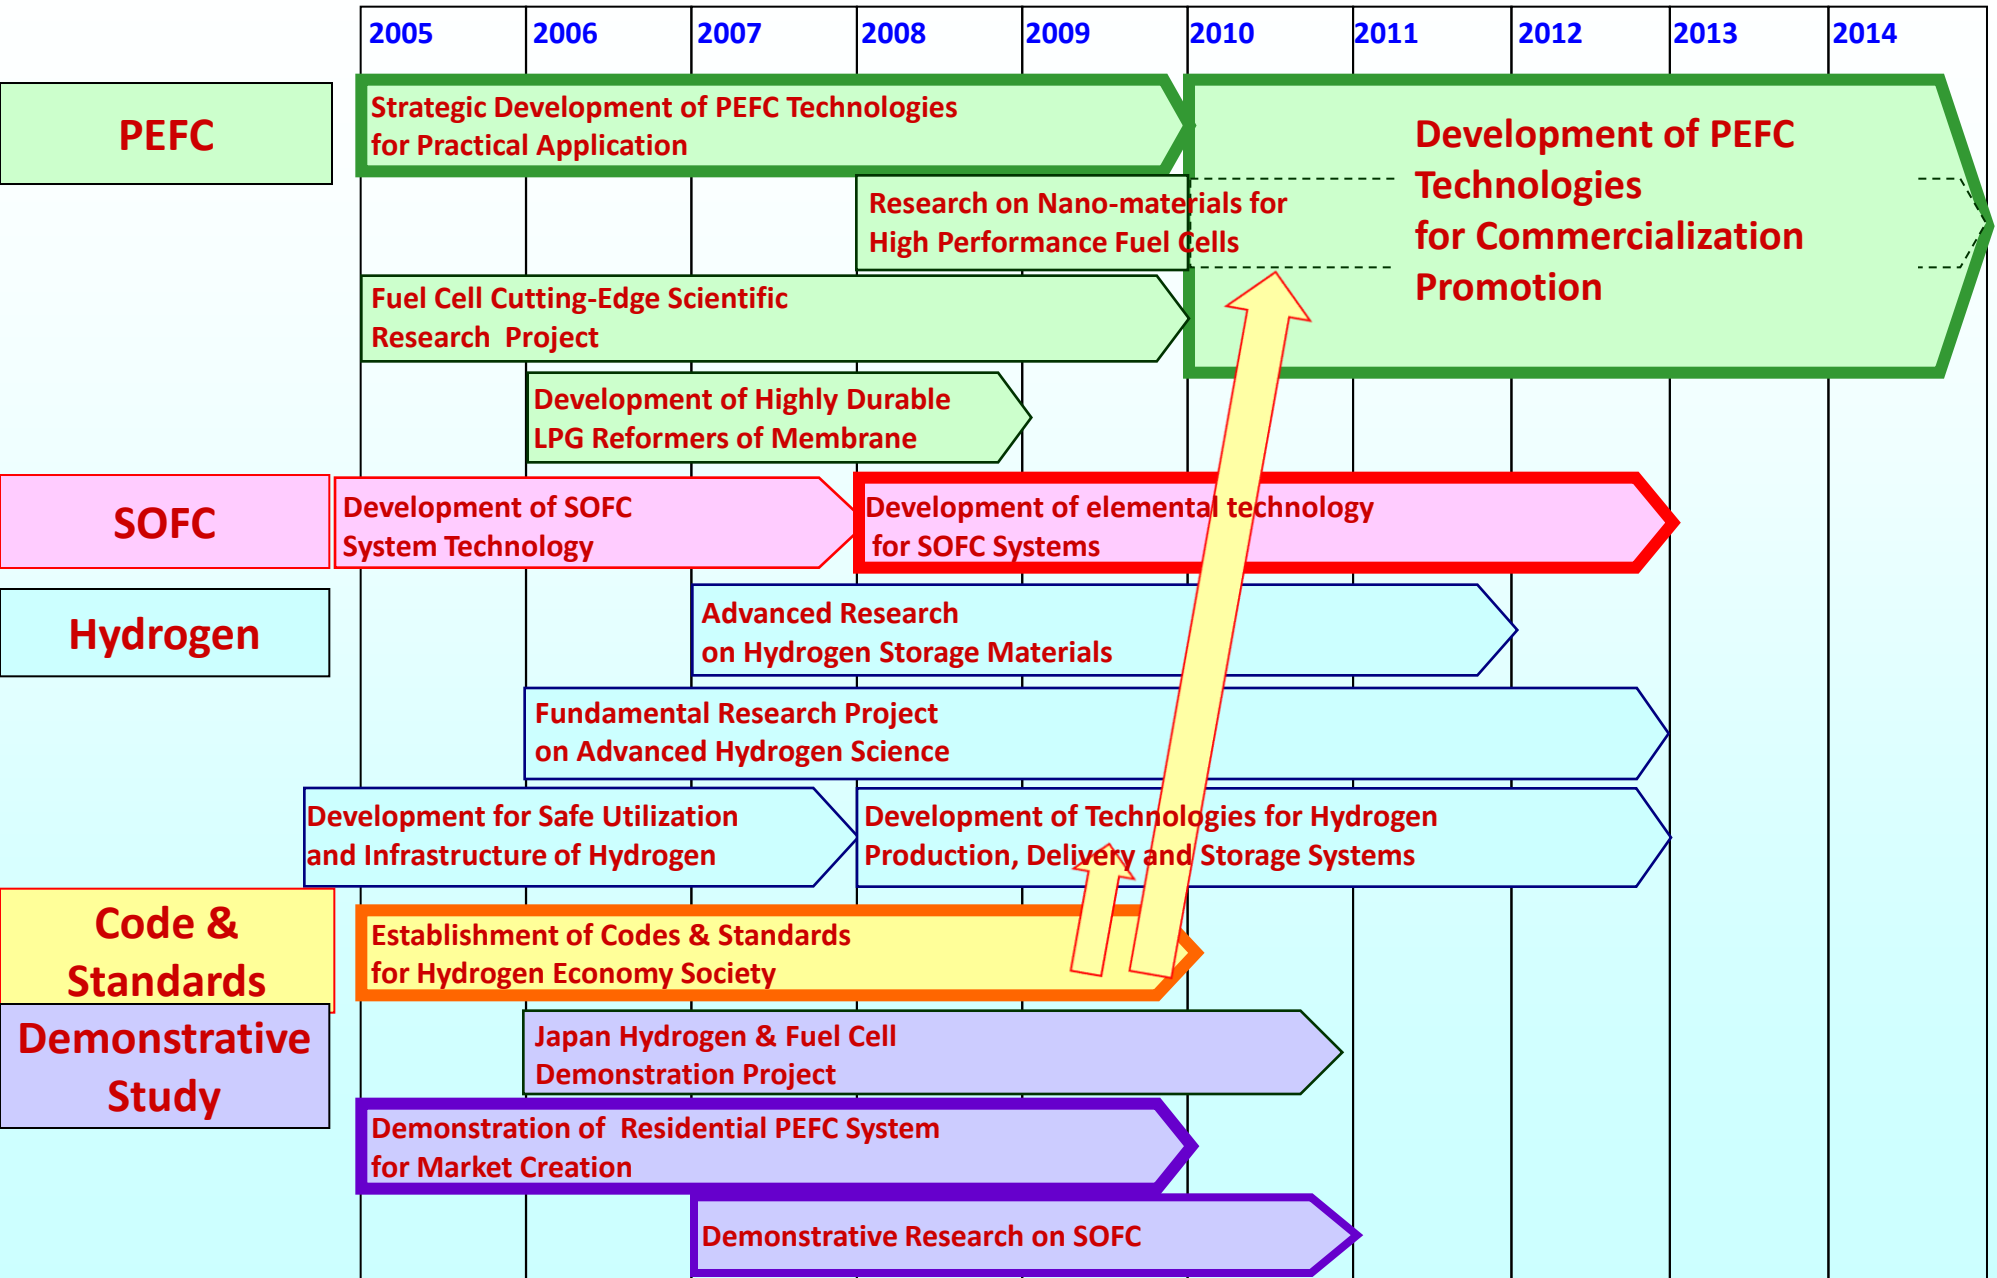 2005 2006 2007 2008 2009 2010 2011 2012 2013 2014
PEFC
Strategic Development of PEFC Technologies
for Practical Application
Development of PEFC
Technologies
for Commercialization
Promotion
Research on Nano-materials for
High Performance Fuel Cells
Fuel Cell Cutting-Edge Scientific
Research Project
Development of Highly Durable
LPG Reformers of Membrane
SOFC
Development of SOFC
System Technology
Development of elemental technology
for SOFC Systems
Hydrogen
Advanced Research
on Hydrogen Storage Materials
Fundamental Research Project
on Advanced Hydrogen Science
Development for Safe Utilization
and Infrastructure of Hydrogen
Development of Technologies for Hydrogen
Production, Delivery and Storage Systems
Code &
Standards
Establishment of Codes & Standards
for Hydrogen Economy Society
Demonstrative
Study
Japan Hydrogen & Fuel Cell
Demonstration Project
Demonstration of Residential PEFC System
for Market Creation
Demonstrative Research on SOFC